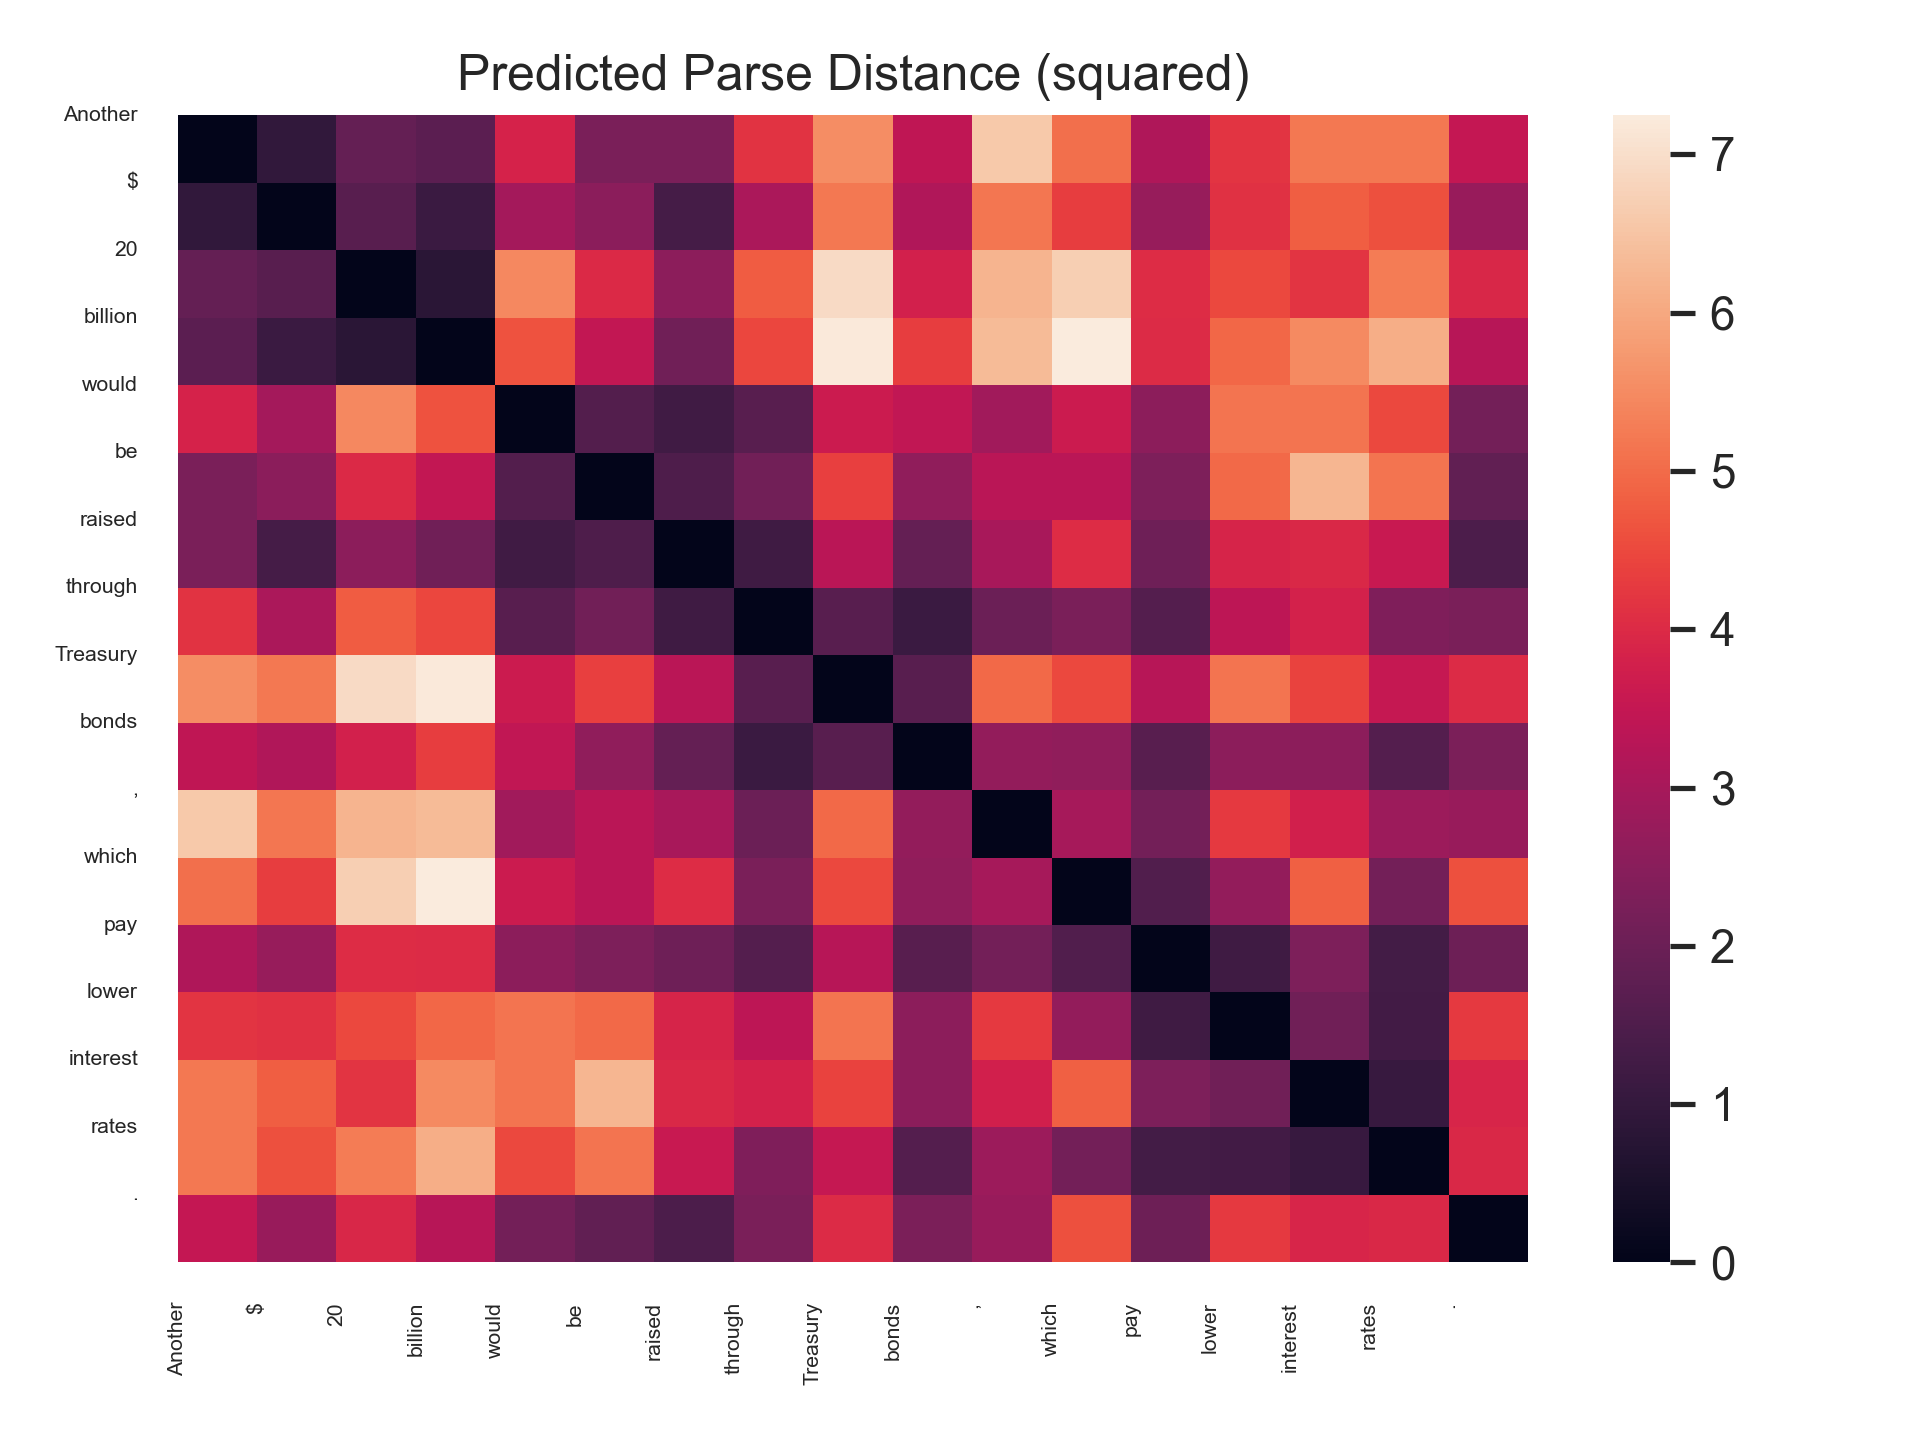 Predicted Parse Distance (squared)
Another
$
20
billion
would
be
raised
through
Treasury
bonds
,
which
pay
lower
interest
rates
.
7
6
5
4
3
2
1
0
Another
$
20
billion
would
be
raised
through
Treasury
bonds
,
which
pay
lower
interest
rates
.